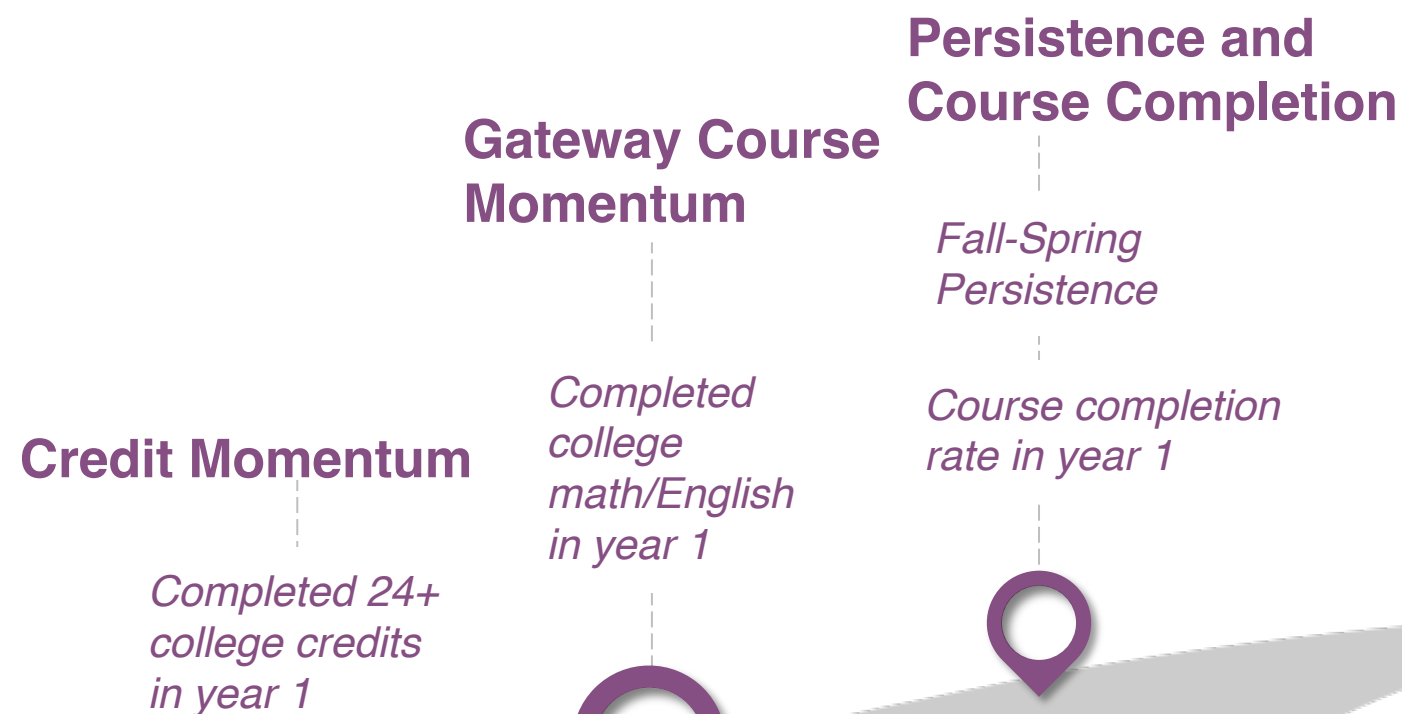 Credit Momentum
Completed 24+
college credits
in year 1
Gateway Course
Momentum
Completed
college
math/English
in year 1
Persistence and
Course Completion
Fall-Spring
Persistence
Course completion
rate in year 1